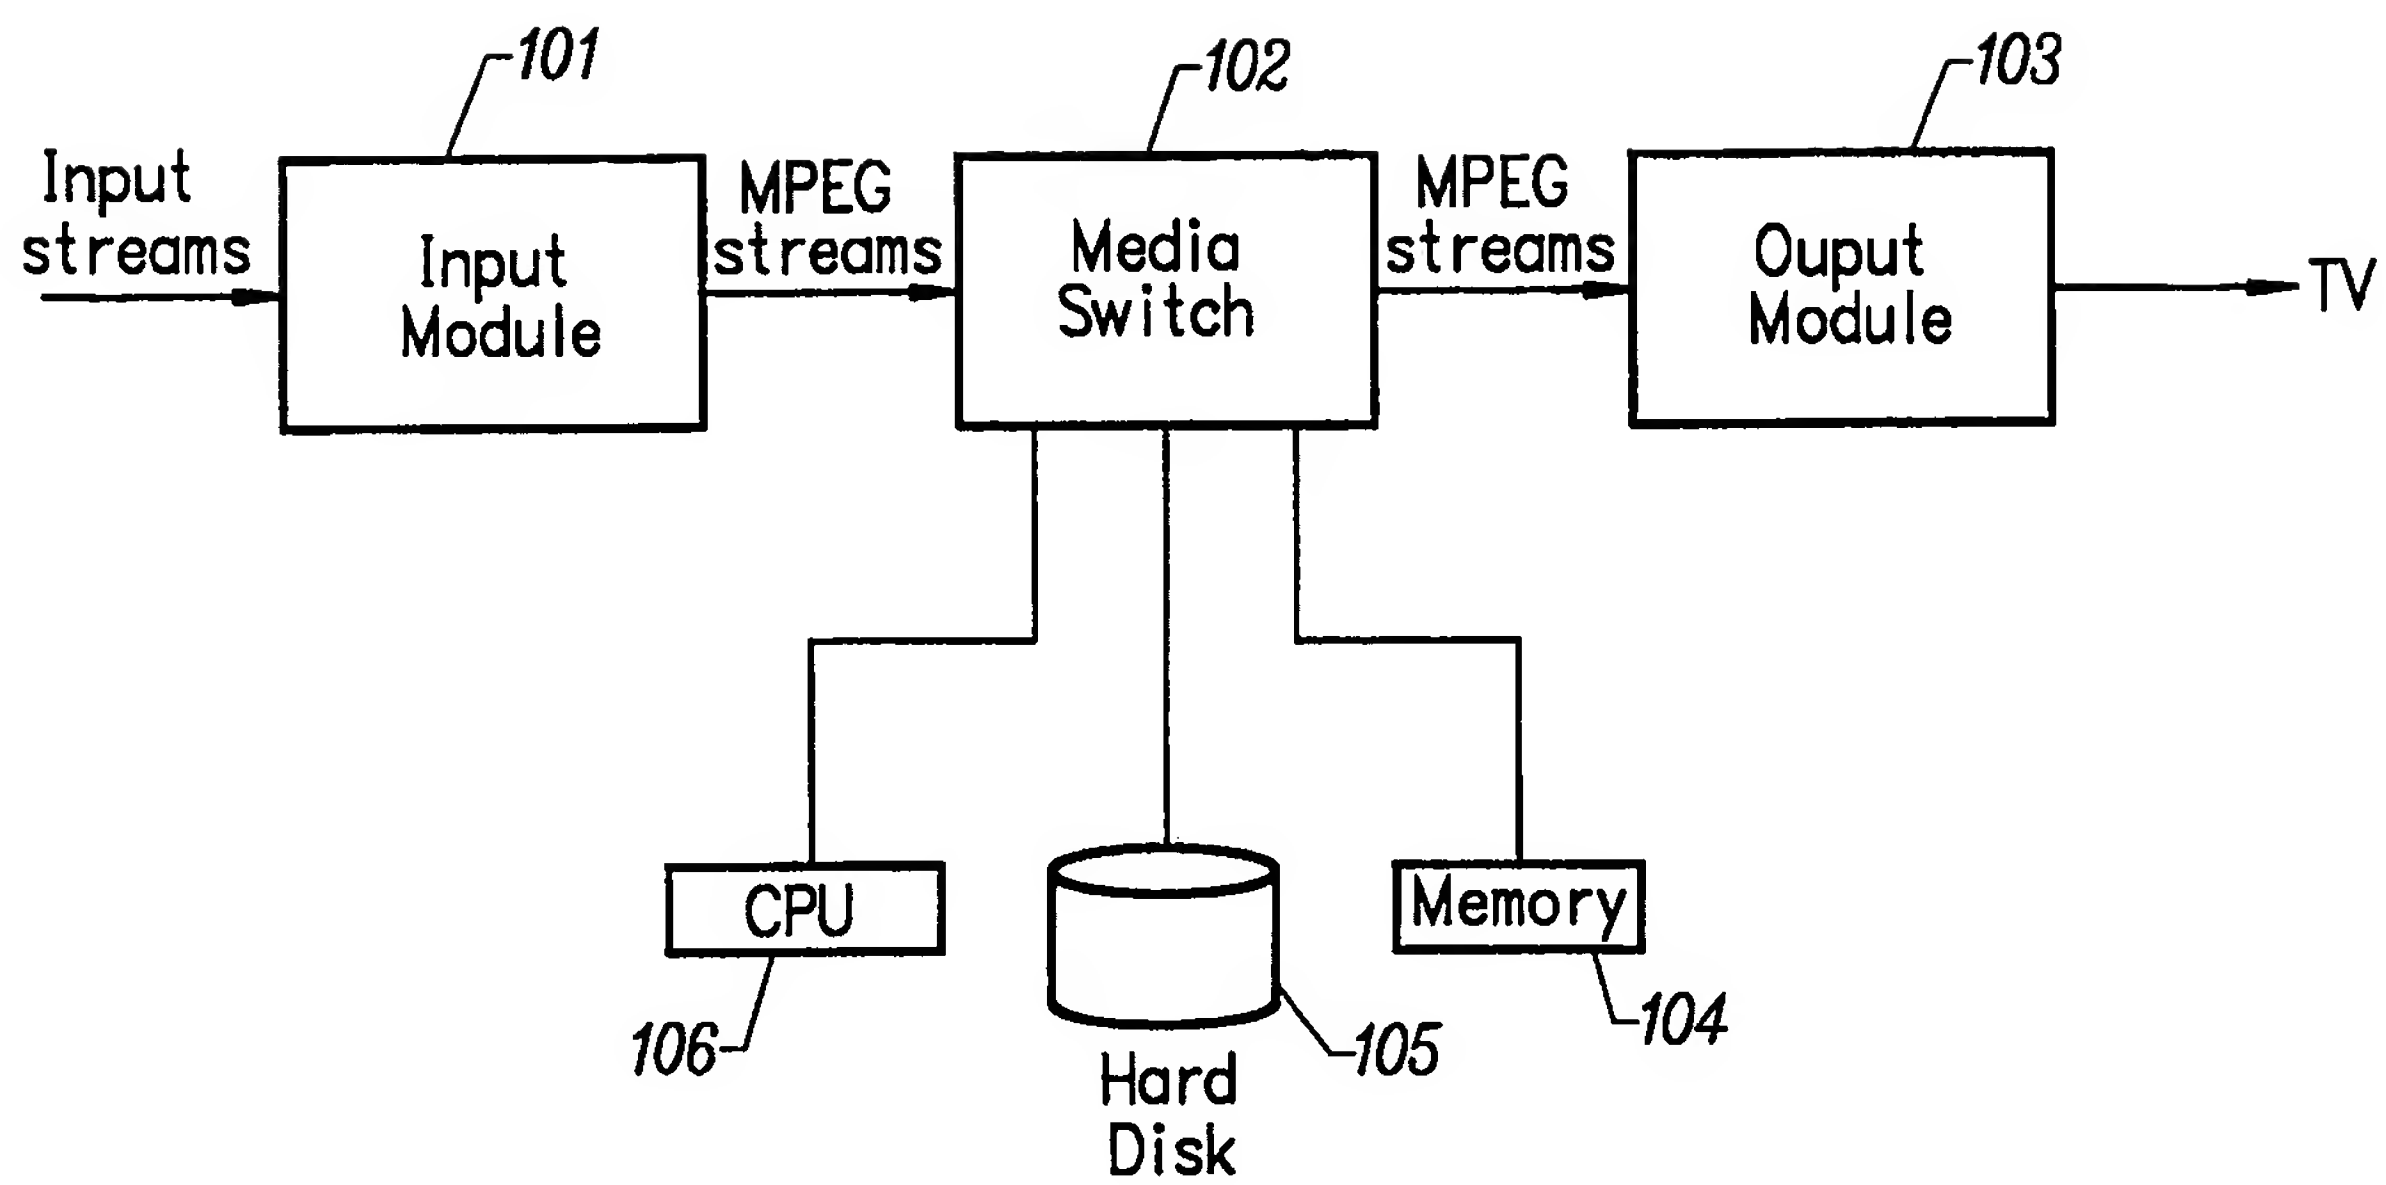 101
102
103
Input
streams
Input
Module
MPEG
streams
Media
Switch
MPEG
streams
Ouput
Module
TV
CPU
Memory
106
105
104
Hard
Disk